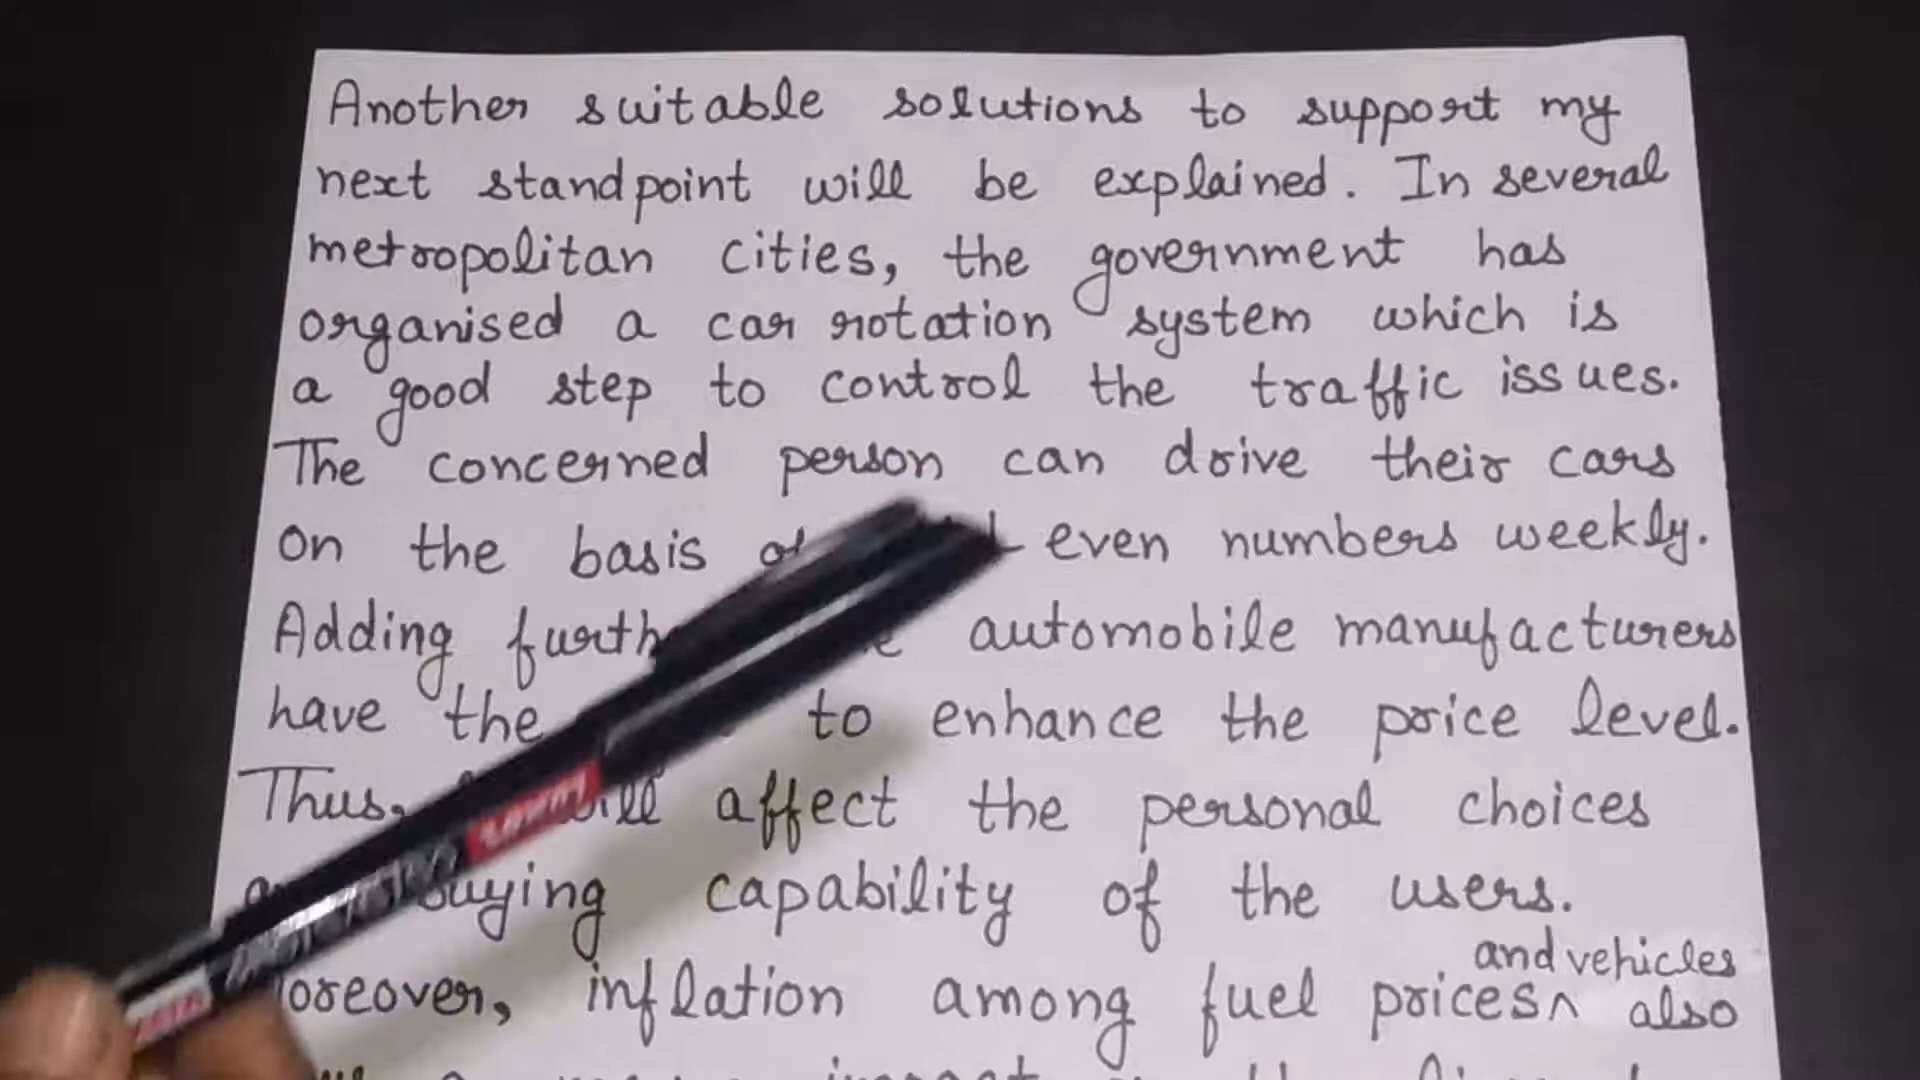 Another suitable solutions to support my
next standpoint will be explained. In several
metropolitan cities, the government has
organised a car rotation system which is
a good step to control the traffic issues.
The concerned person can drive their cars
on the basis of even numbers weekly.
Adding automobile manufacturers
have the to enhance the price level.
Thus, will affect the personal choices
buying capability of the users.
and vehicles
Moreover, inflation among fuel prices^ also